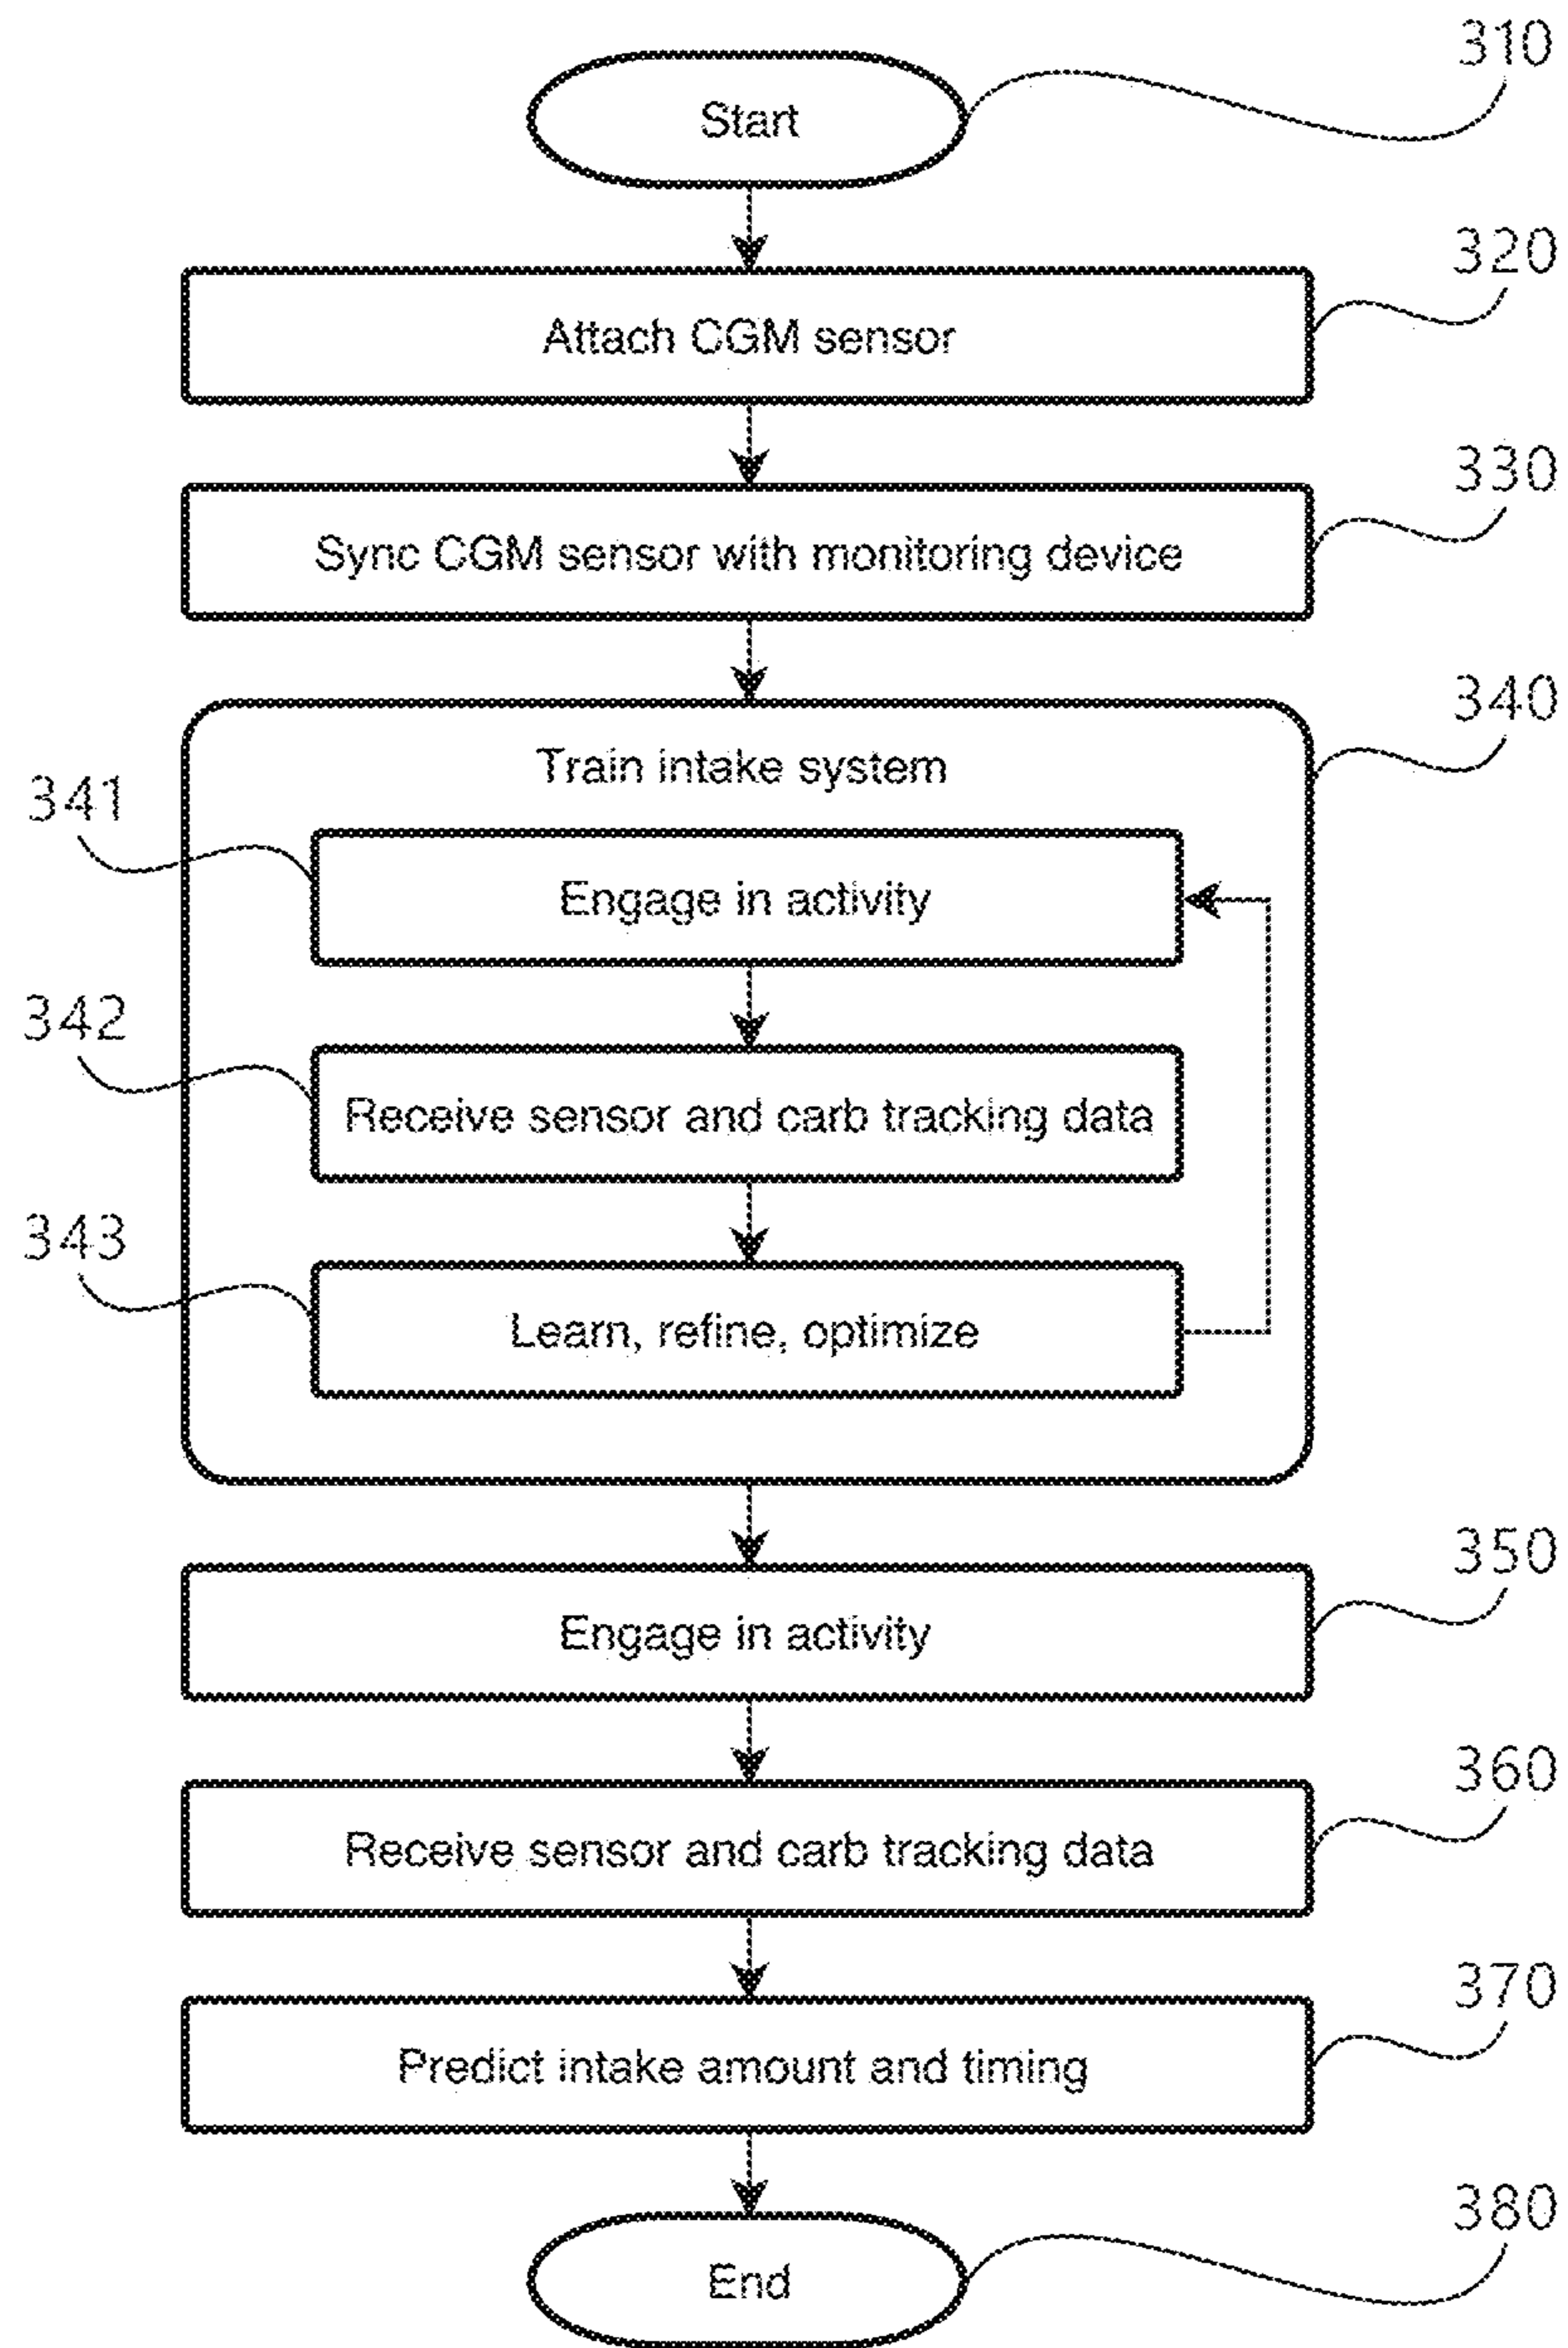 310
Start
320
Attach CGM sensor
330
Sync CGM sensor with monitoring device
340
Train intake system
341
Engage in activity
342
Receive sensor and carb tracking data
343
Learn, refine, optimize
350
Engage in activity
360
Receive sensor and carb tracking data
370
Predict intake amount and timing
380
End